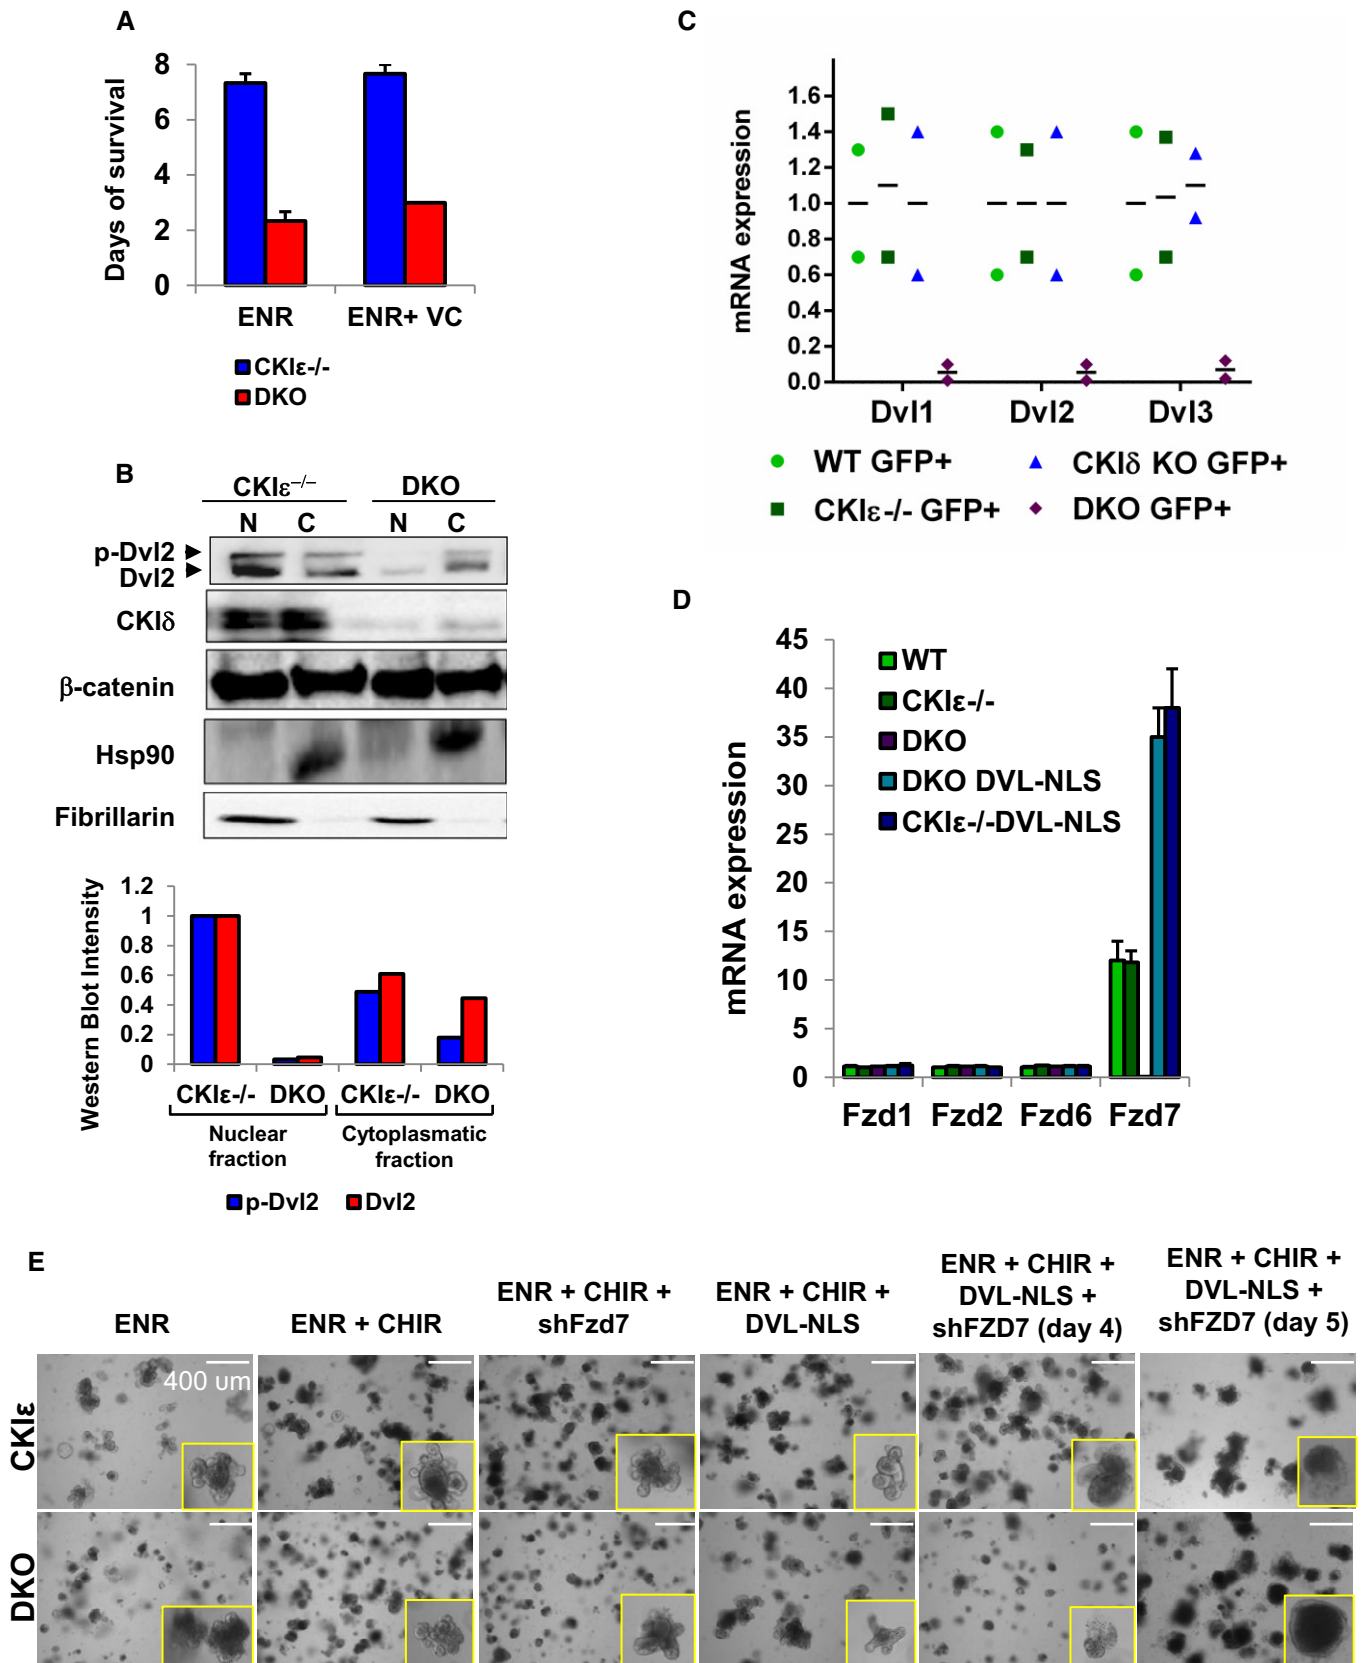 A
8
6
4
2
0
Days of survival
ENR
ENR+ VC
CKIε-/-
DKO
B
CKIε–/–
DKO
N C N C
p-Dvl2
Dvl2
CKIδ
β-catenin
Hsp90
Fibrillarin
1.2
1
0.8
0.6
0.4
0.2
0
Western Blot Intensity
CKIε-/- DKO CKIε-/- DKO
Nuclear
fraction
Cytoplasmatic
fraction
p-Dvl2 Dvl2
C
1.6
1.4
1.2
1.0
0.8
0.6
0.4
0.2
0.0
mRNA expression
Dvl1 Dvl2 Dvl3
WT GFP+
CKIδ KO GFP+
CKIε-/- GFP+
DKO GFP+
D
45
40
35
30
25
20
15
10
5
0
mRNA expression
WT
CKIε-/-
DKO
DKO DVL-NLS
CKIε-/-DVL-NLS
Fzd1 Fzd2 Fzd6 Fzd7
E
ENR
ENR + CHIR
ENR + CHIR +
shFzd7
ENR + CHIR +
DVL-NLS
ENR + CHIR +
DVL-NLS +
shFZD7 (day 4)
ENR + CHIR +
DVL-NLS +
shFZD7 (day 5)
400 um
CKIε
DKO